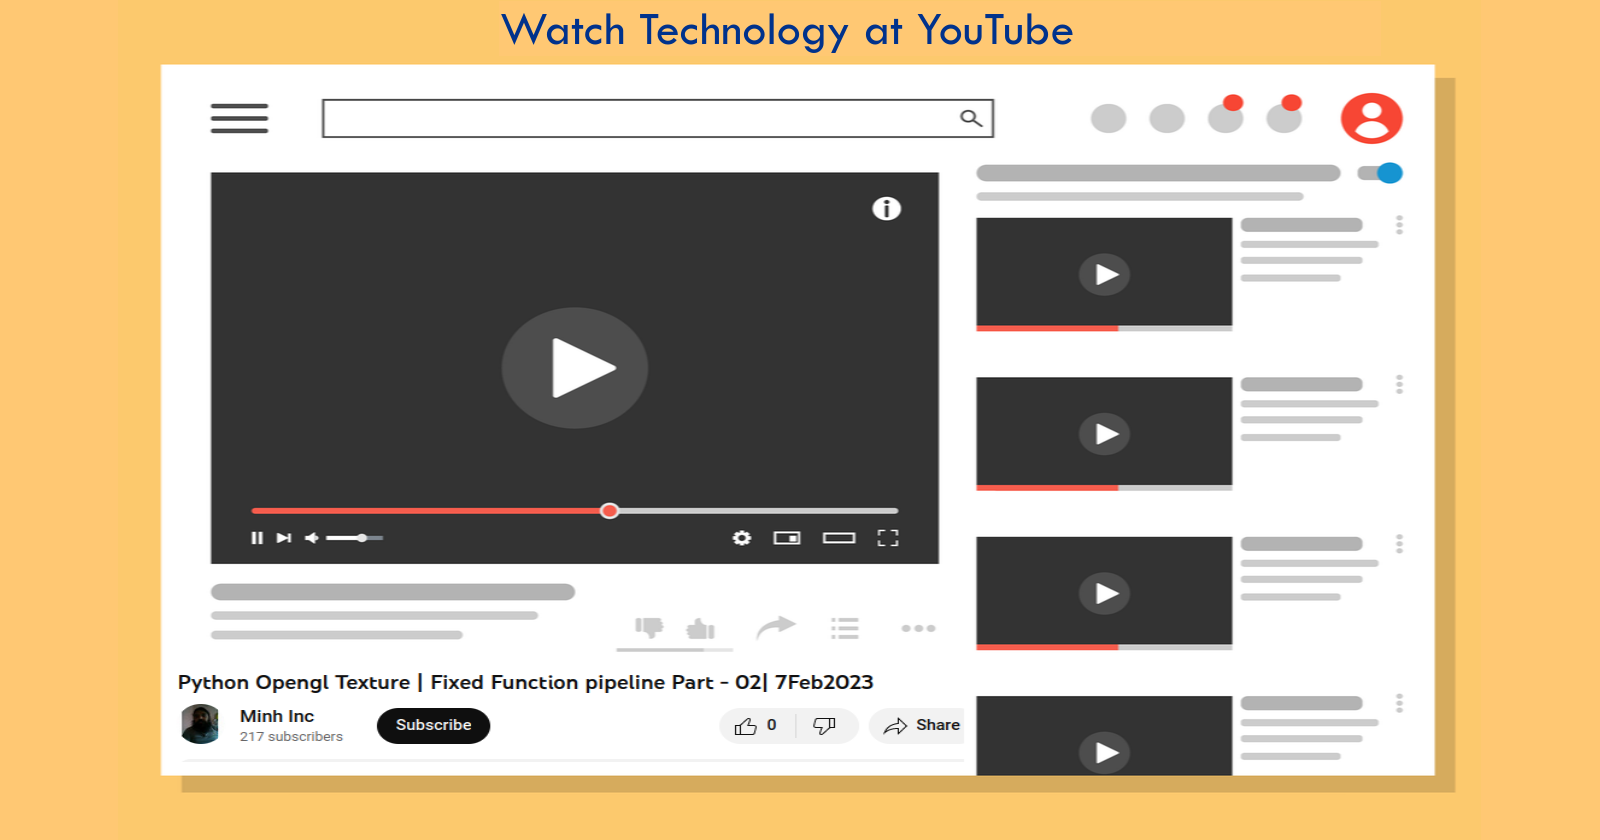 Watch Technology at YouTube
Python Opengl Texture | Fixed Function pipeline Part - 02| 7Feb2023
Minh Inc
217 subscribers
Subscribe
0
Share